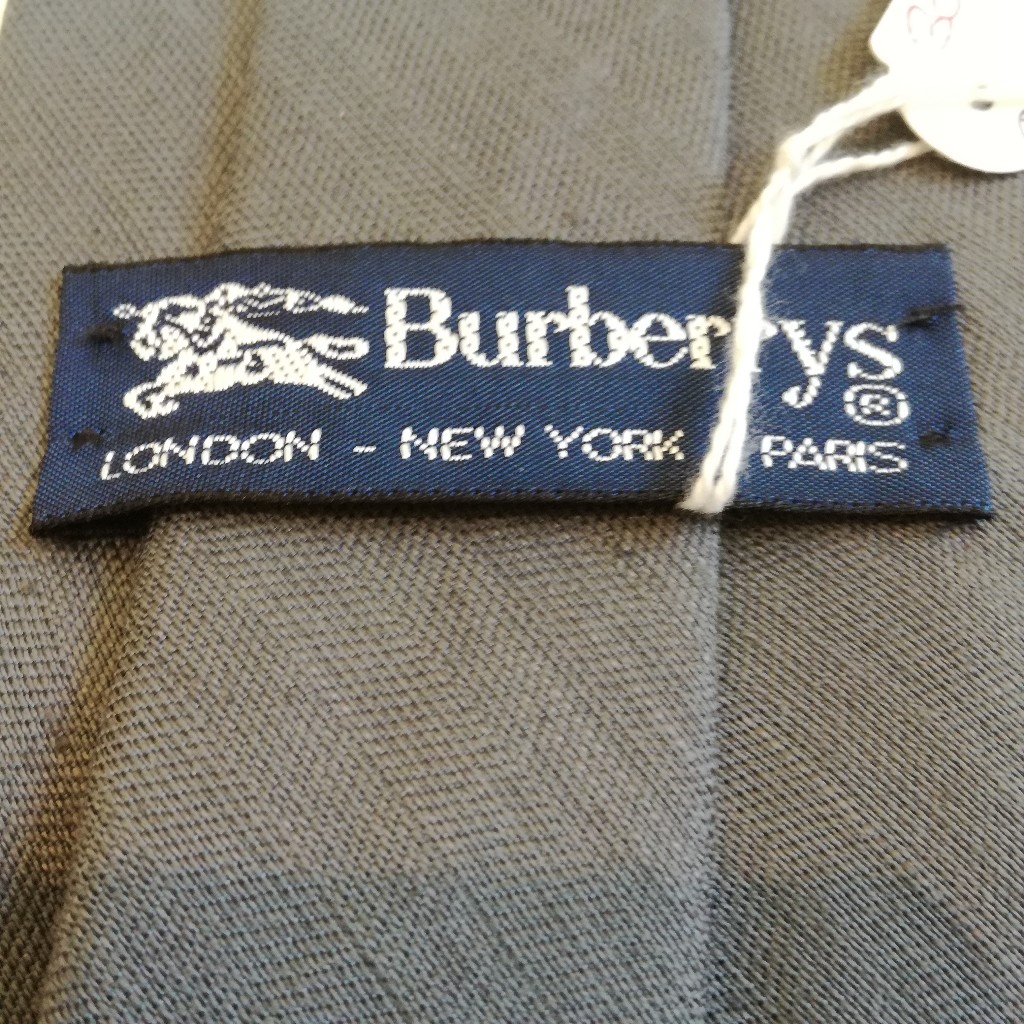 Burberrys®
LONDON - NEW YORK - PARIS